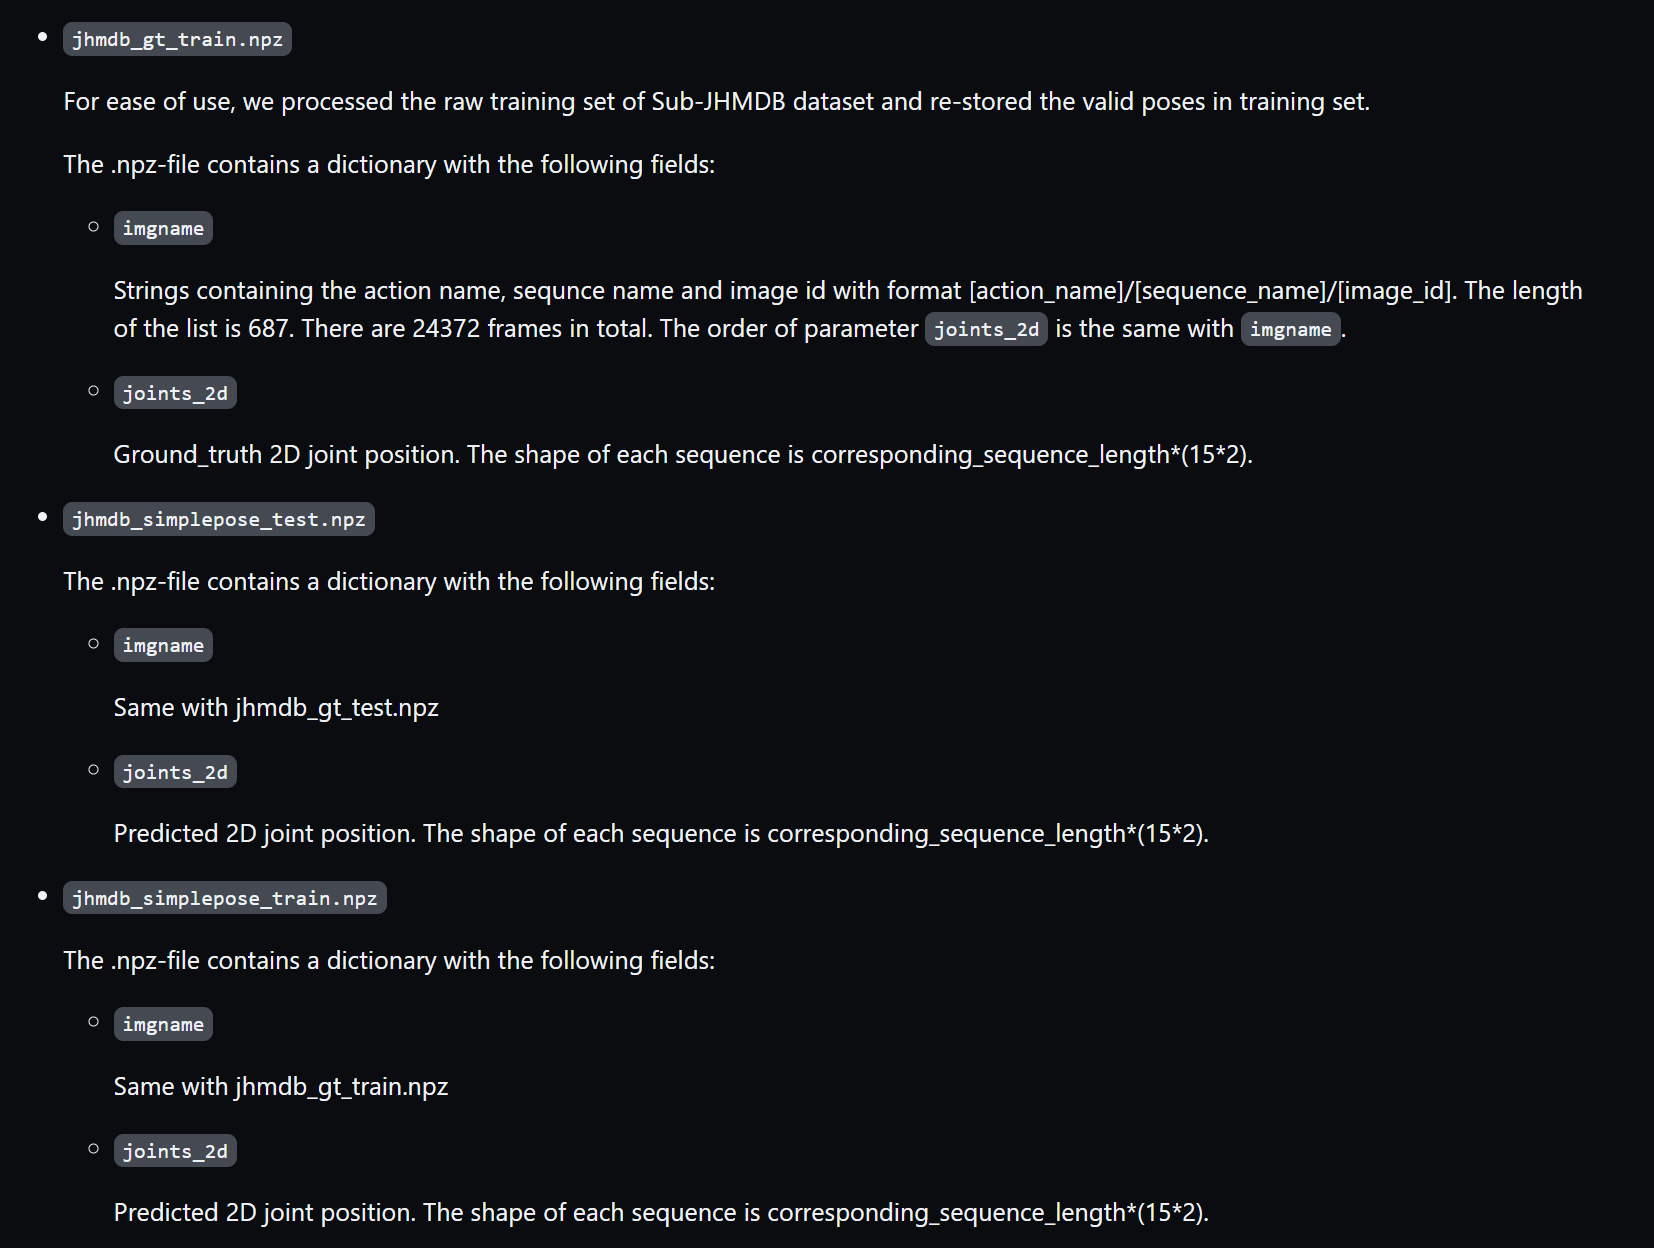 jhmdb_gt_train.npz
For ease of use, we processed the raw training set of Sub-JHMDB dataset and re-stored the valid poses in training set.
The .npz-file contains a dictionary with the following fields:
imgname
Strings containing the action name, sequnce name and image id with format [action_name]/[sequence_name]/[image_id]. The length
of the list is 687. There are 24372 frames in total. The order of parameter joints_2d is the same with imgname.
joints_2d
Ground_truth 2D joint position. The shape of each sequence is corresponding_sequence_length*(15*2).
jhmdb_simplepose_test.npz
The .npz-file contains a dictionary with the following fields:
imgname
Same with jhmdb_gt_test.npz
joints_2d
Predicted 2D joint position. The shape of each sequence is corresponding_sequence_length*(15*2).
jhmdb_simplepose_train.npz
The .npz-file contains a dictionary with the following fields:
imgname
Same with jhmdb_gt_train.npz
joints_2d
Predicted 2D joint position. The shape of each sequence is corresponding_sequence_length*(15*2).